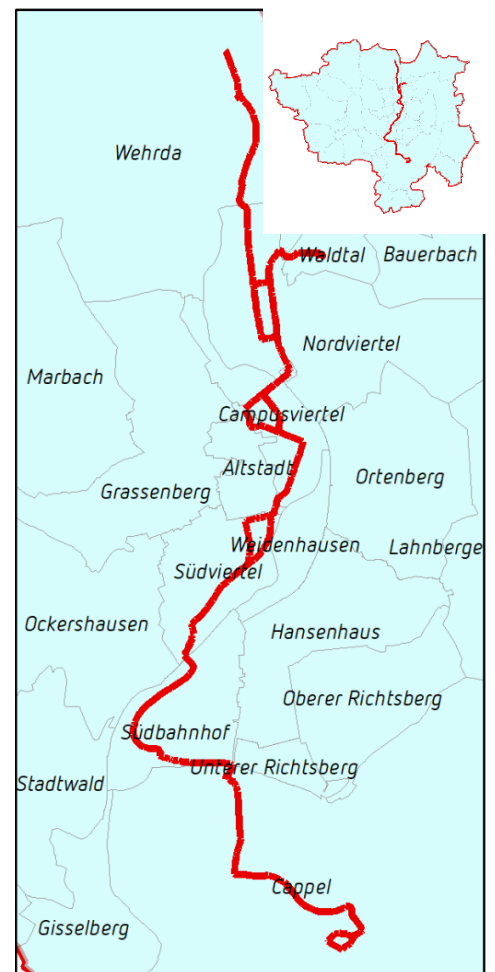 Wehrda
Waldtal
Bauerbach
Nordviertel
Marbach
Campusviertel
Altstadt
Ortenberg
Grassenberg
Weidenhausen
Lahnberge
Südviertel
Ockershausen
Hansenhaus
Oberer Richtsberg
Südbahnhof
Unterer Richtsberg
Stadtwald
Cappel
Gisselberg